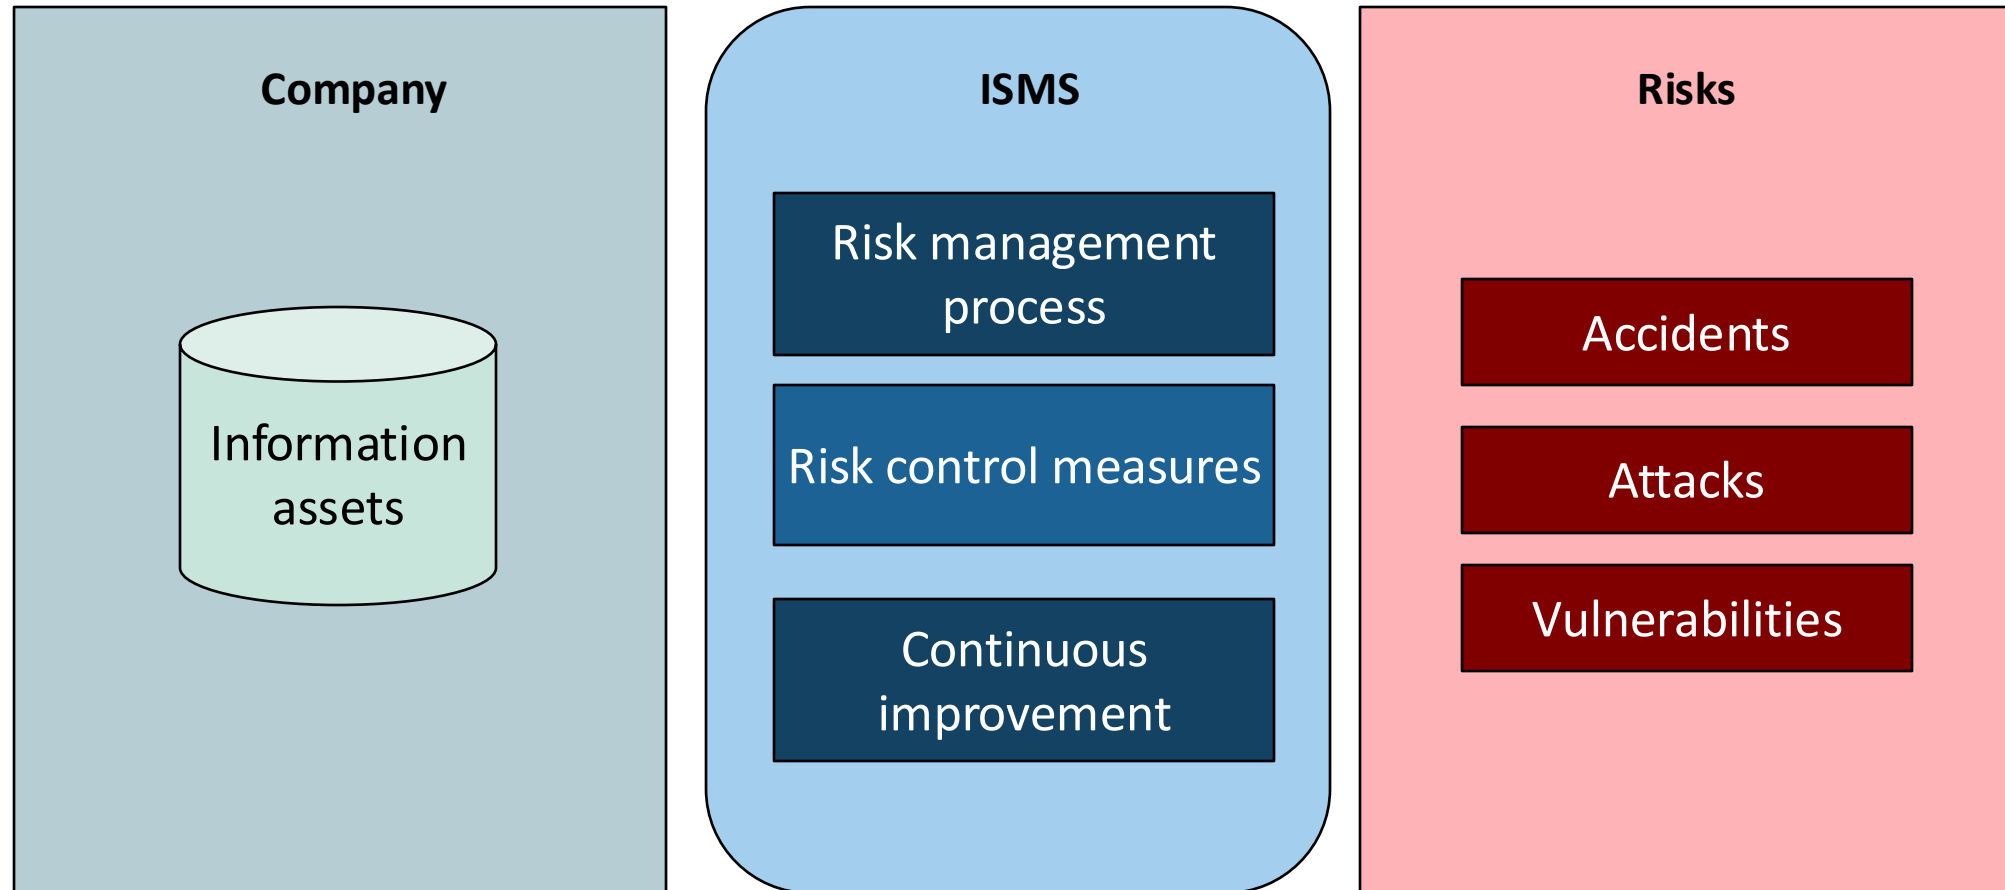 Company
Information
assets
ISMS
Risk management
process
Risk control measures
Continuous
improvement
Risks
Accidents
Attacks
Vulnerabilities